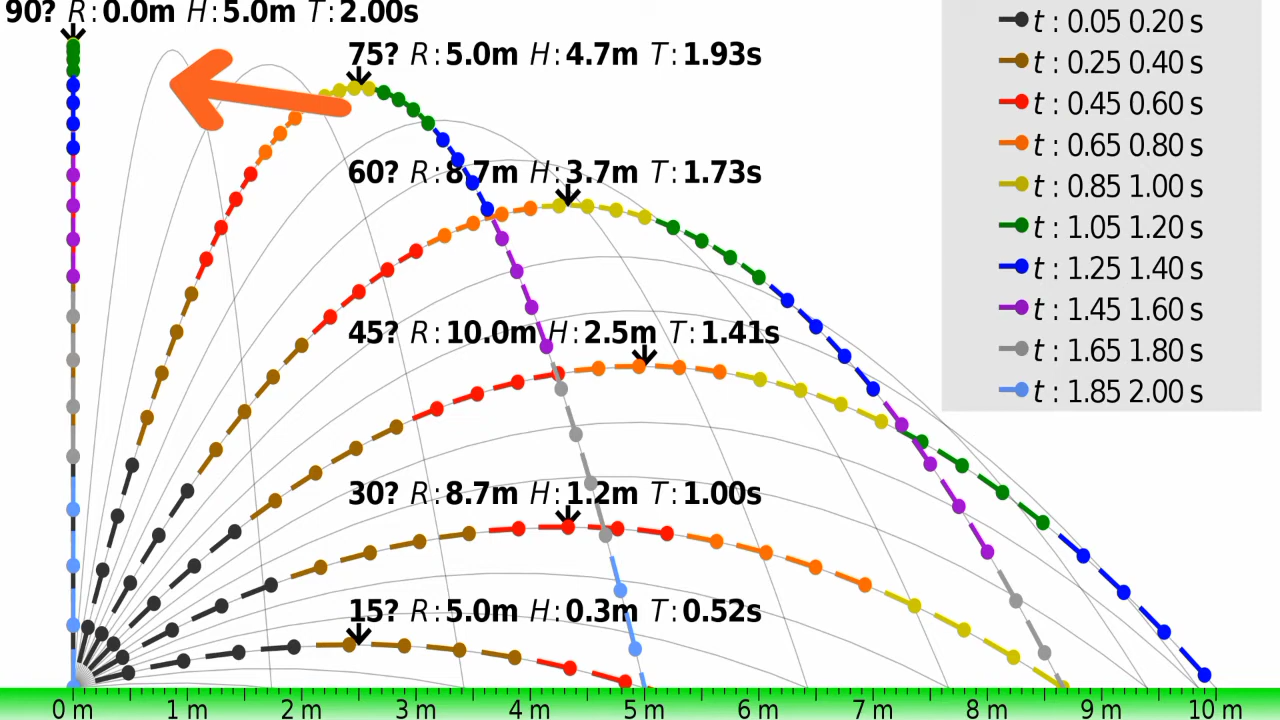 90? R:0.0m H:5.0m T:2.00s
75? R:5.0m H:4.7m T:1.93s
60? R:8.7m H:3.7m T:1.73s
45? R:10.0m H:2.5m T:1.41s
30? R:8.7m H:1.2m T:1.00s
15? R:5.0m H:0.3m T:0.52s
t : 0.05 0.20 s
t : 0.25 0.40 s
t : 0.45 0.60 s
t : 0.65 0.80 s
t : 0.85 1.00 s
t : 1.05 1.20 s
t : 1.25 1.40 s
t : 1.45 1.60 s
t : 1.65 1.80 s
t : 1.85 2.00 s
0 m 1 m 2 m 3 m 4 m 5 m 6 m 7 m 8 m 9 m 10 m